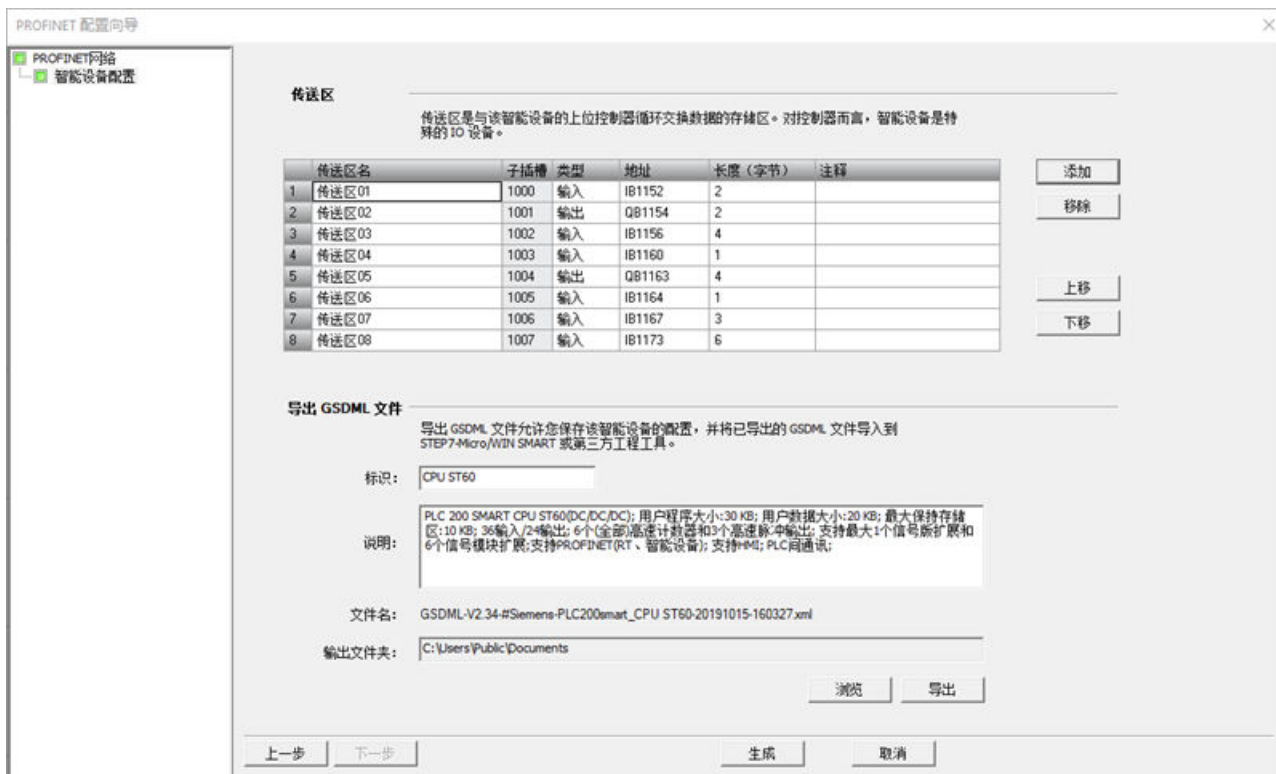 PROFINET 配置向导
PROFINET网络
智能设备配置
传送区
传送区是与该智能设备的上位控制器循环交换数据的存储区。对控制器而言，智能设备是特
殊的IO 设备。
传送区名 子插槽 类型 地址 长度（字节） 注释
1 传送区01 1000 输入 IB1152 2
2 传送区02 1001 输出 QB1154 2
3 传送区03 1002 输入 IB1156 4
4 传送区04 1003 输入 IB1160 1
5 传送区05 1004 输出 QB1163 4
6 传送区06 1005 输入 IB1164 1
7 传送区07 1006 输入 IB1167 3
8 传送区08 1007 输入 IB1173 6
添加
移除
上移
下移
导出 GSDML 文件
导出 GSDML 文件允许您保存该智能设备的配置，并将已导出的 GSDML 文件导入到
STEP7-Micro/WIN SMART 或第三方工程工具。
标识： CPU ST60
说明：
PLC 200 SMART CPU ST60(DC/DC/DC); 用户程序大小:30 KB; 用户数据大小:20 KB; 最大保持存储
区:10 KB; 36输入/24输出; 6个(全部)高速计数器和3个高速脉冲输出; 支持最大1个信号版扩展和
6个信号模块扩展;支持PROFINET(RT、智能设备); 支持HMI; PLC间通讯;
文件名： GSDML-V2.34-#Siemens-PLC200smart_CPU ST60-20191015-160327.xml
输出文件夹： C:\Users\Public\Documents
浏览 导出
上一步 下一步 生成 取消